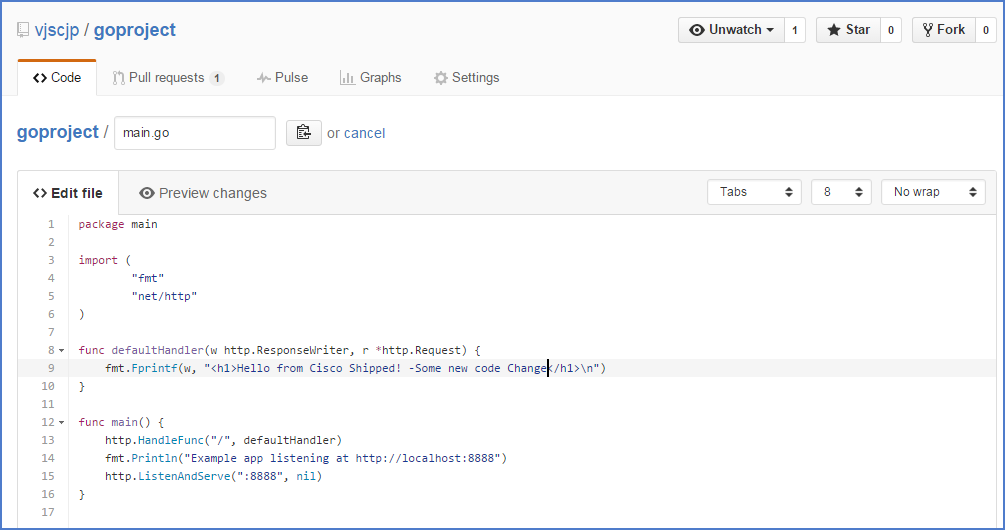 vjscjp / goproject
Unwatch 1 Star 0 Fork 0
Code Pull requests 1 Pulse Graphs Settings
goproject / main.go or cancel
Edit file Preview changes Tabs 8 No wrap
1 package main
2
3 import (
4 "fmt"
5 "net/http"
6 )
7
8 func defaultHandler(w http.ResponseWriter, r *http.Request) {
9 fmt.Fprintf(w, "<h1>Hello from Cisco Shipped! -Some new code Change</h1>\n")
10 }
11
12 func main() {
13 http.HandleFunc("/", defaultHandler)
14 fmt.Println("Example app listening at http://localhost:8888")
15 http.ListenAndServe(":8888", nil)
16 }
17